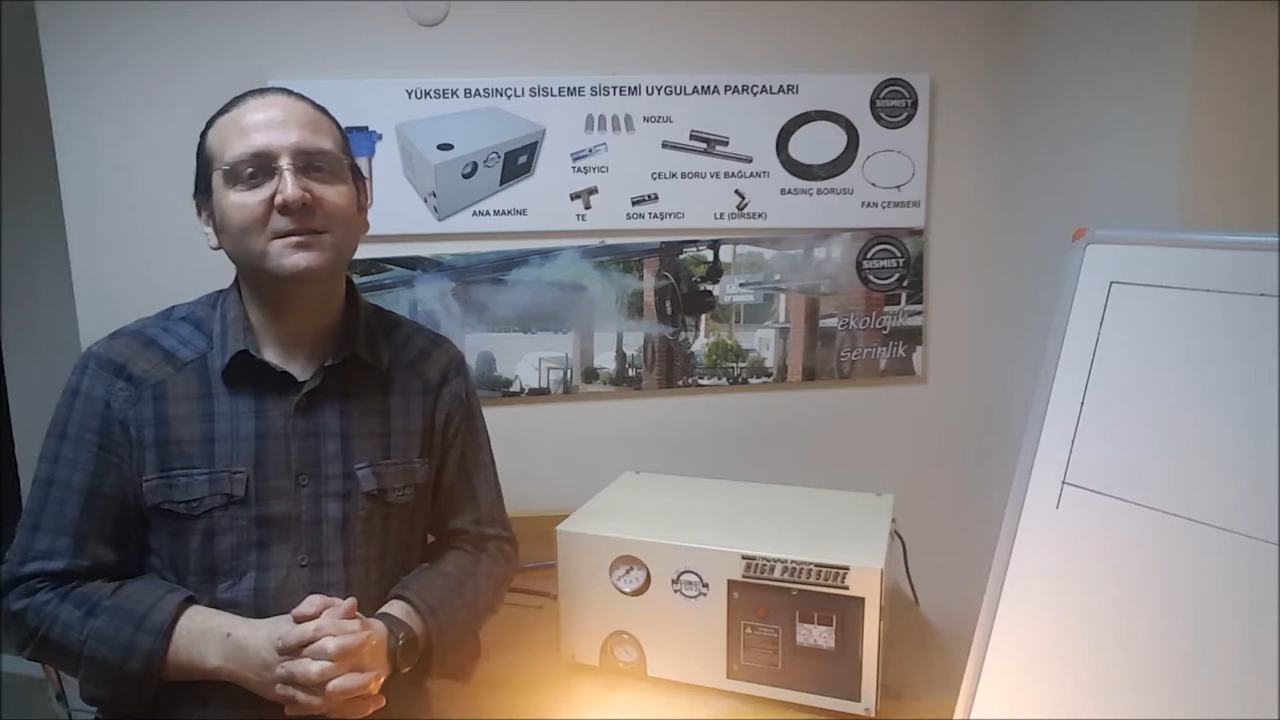 YÜKSEK BASINÇLI SİSLEME SİSTEMİ UYGULAMA PARÇALARI
SISMIST
NOZUL
TAŞIYICI
ÇELİK BORU VE BAĞLANTI
BASINÇ BORUSU
FAN ÇEMBERİ
ANA MAKİNE
TE
SON TAŞIYICI
LE (DİRSEK)
SISMIST
ekolojik
serinlik
SISMIST
HIGH PRESSURE